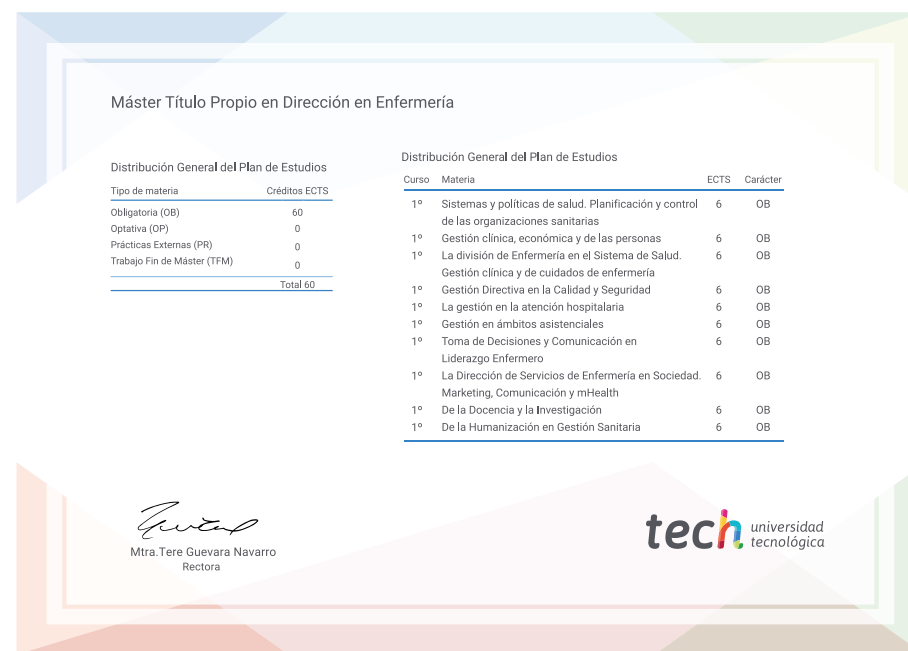 Máster Título Propio en Dirección en Enfermería
Distribución General del Plan de Estudios
Tipo de materia Créditos ECTS
Obligatoria (OB) 60
Optativa (OP) 0
Prácticas Externas (PR) 0
Trabajo Fin de Máster (TFM) 0
Total 60
Distribución General del Plan de Estudios
Curso Materia ECTS Carácter
1º Sistemas y políticas de salud. Planificación y control 6 OB
de las organizaciones sanitarias
1º Gestión clínica, económica y de las personas 6 OB
1º La división de Enfermería en el Sistema de Salud. 6 OB
Gestión clínica y de cuidados de enfermería
1º Gestión Directiva en la Calidad y Seguridad 6 OB
1º La gestión en la atención hospitalaria 6 OB
1º Gestión en ámbitos asistenciales 6 OB
1º Toma de Decisiones y Comunicación en 6 OB
Liderazgo Enfermero
1º La Dirección de Servicios de Enfermería en Sociedad. 6 OB
Marketing, Comunicación y mHealth
1º De la Docencia y la Investigación 6 OB
1º De la Humanización en Gestión Sanitaria 6 OB
Mtra.Tere Guevara Navarro
Rectora
tech universidad
tecnológica